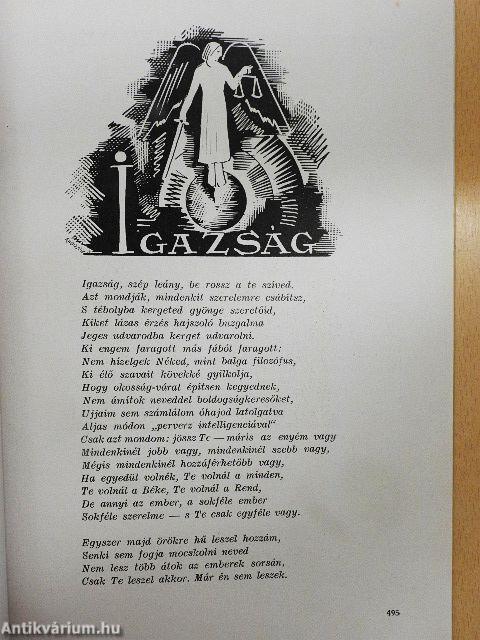 IGAZSÁG
Igazság, szép leány, be rossz a te szíved.
Azt mondják, mindenkit szerelemre csábítsz,
S tébolyba kergeted gyönge szeretőid,
Kiket lázas érzés hajszoló buzgalma
Jeges udvarodba kerget udvarolni.
Ki engem faragott más fából faragott:
Nem hízelgek Néked, mint balga filozófus,
Ki élő szavait kövekké gyilkolja,
Hogy okosság-várat építsen kegyednek,
Nem ámítok neveddel boldogságkeresőket,
Ujjaim sem számlálom óhajod latolgatva
Aljas módon „perverz intelligenciával“
Csak azt mondom: jössz Te — máris az enyém vagy
Mindenkinél jobb vagy, mindenkinél szebb vagy,
Mégis mindenkinél hozzáférhetőbb vagy,
Ha egyedül volnék, Te volnál a minden,
Te volnál a Béke, Te volnál a Rend,
De annyi az ember, a sokféle ember
Sokféle szerelme — s Te csak egyféle vagy.
Egyszer majd örökre hű leszel hozzám,
Senki sem fogja mocskolni neved
Nem lesz több átok az emberek sorsán,
Csak Te leszel akkor. Már én sem leszek.
495
Antikvárium.hu